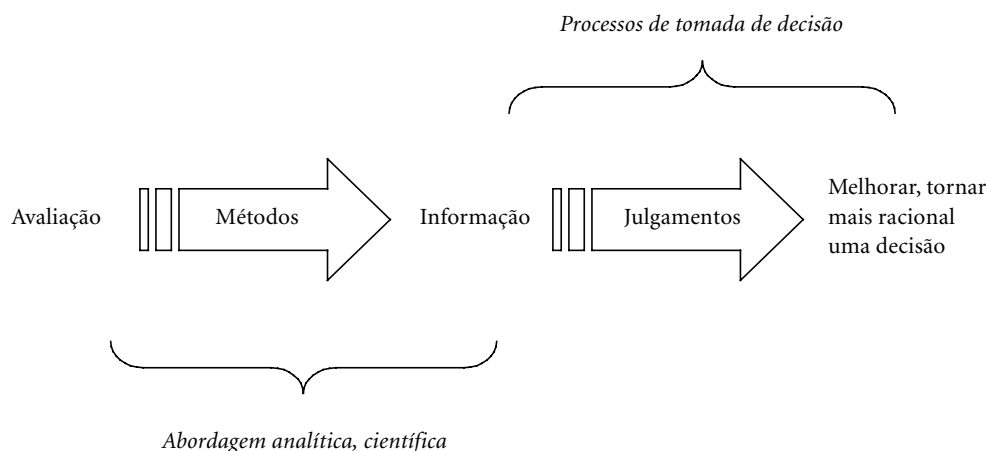 Processos de tomada de decisão
Avaliação
Métodos
Informação
Julgamentos
Melhorar, tornar
mais racional
uma decisão
Abordagem analítica, científica